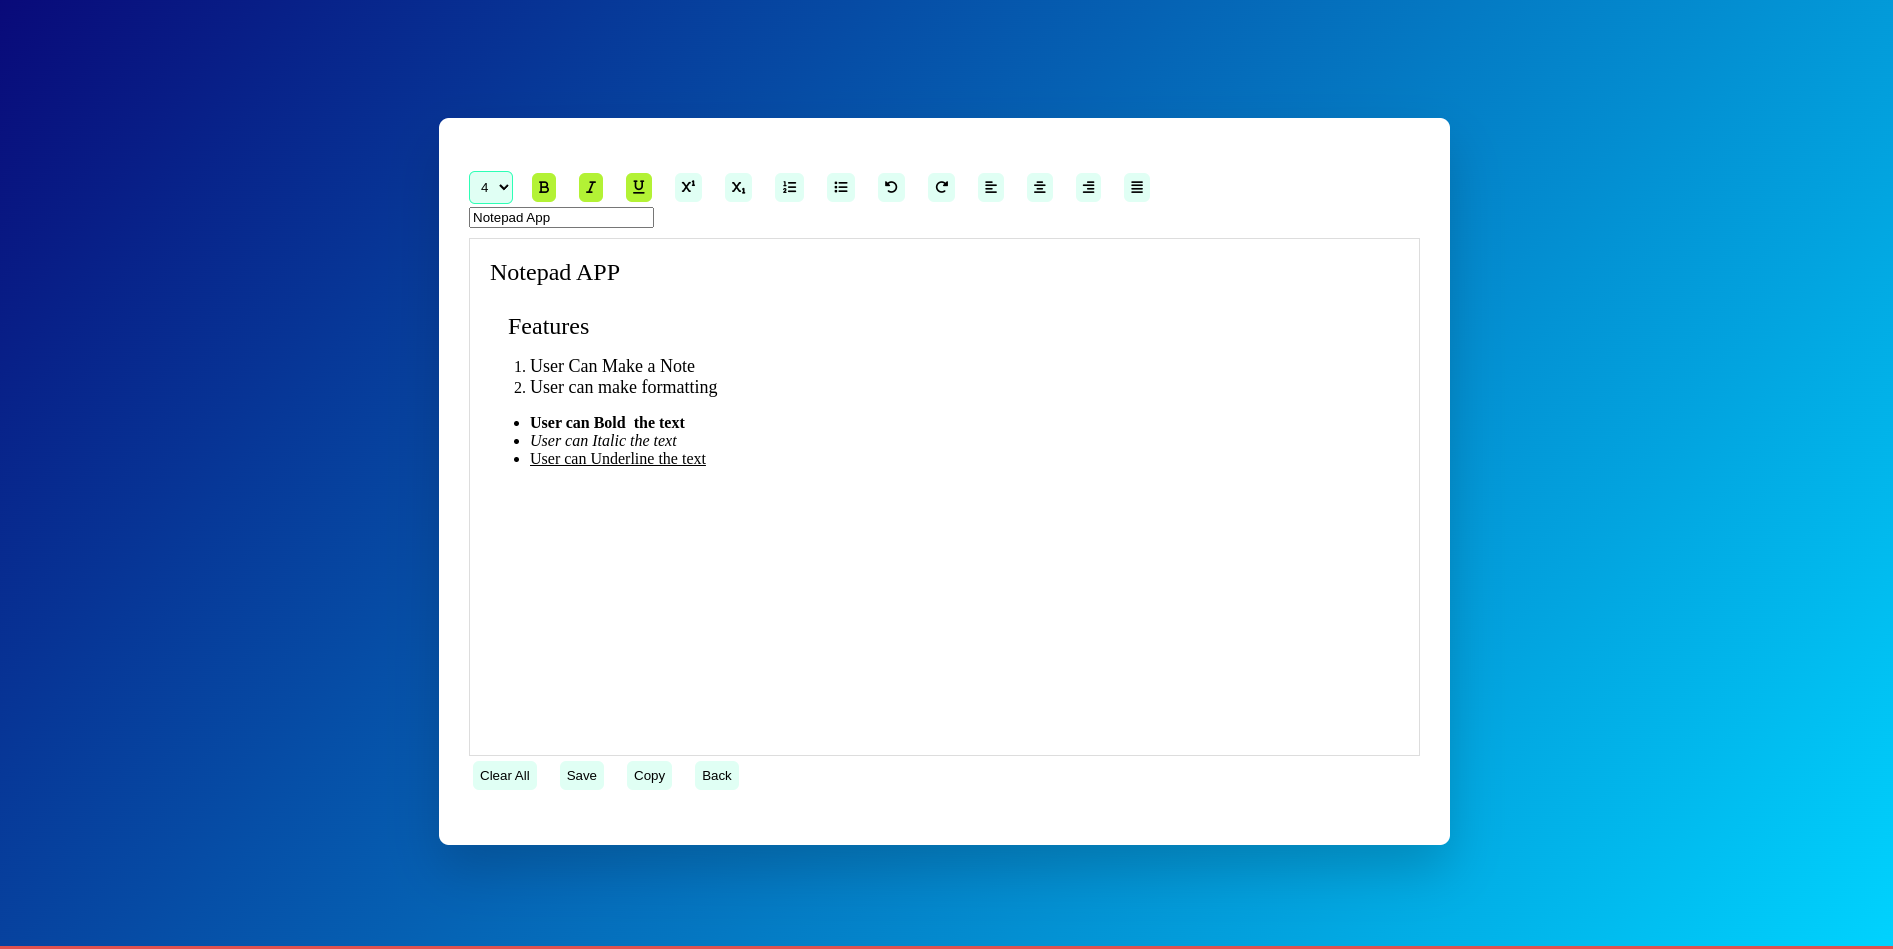 4
Notepad App
Notepad APP
Features
1. User Can Make a Note
2. User can make formatting
• User can Bold  the text
• User can Italic the text
• User can Underline the text
Clear All Save Copy Back